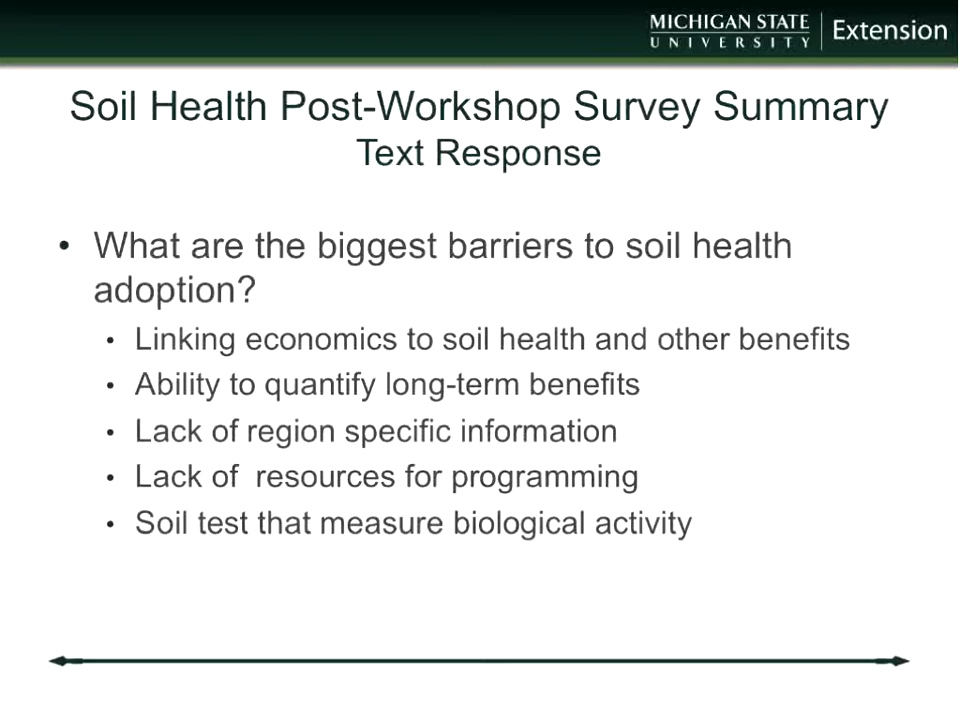 MICHIGAN STATE
UNIVERSITY
Extension
Soil Health Post-Workshop Survey Summary
Text Response
• What are the biggest barriers to soil health
adoption?
• Linking economics to soil health and other benefits
• Ability to quantify long-term benefits
• Lack of region specific information
• Lack of  resources for programming
• Soil test that measure biological activity